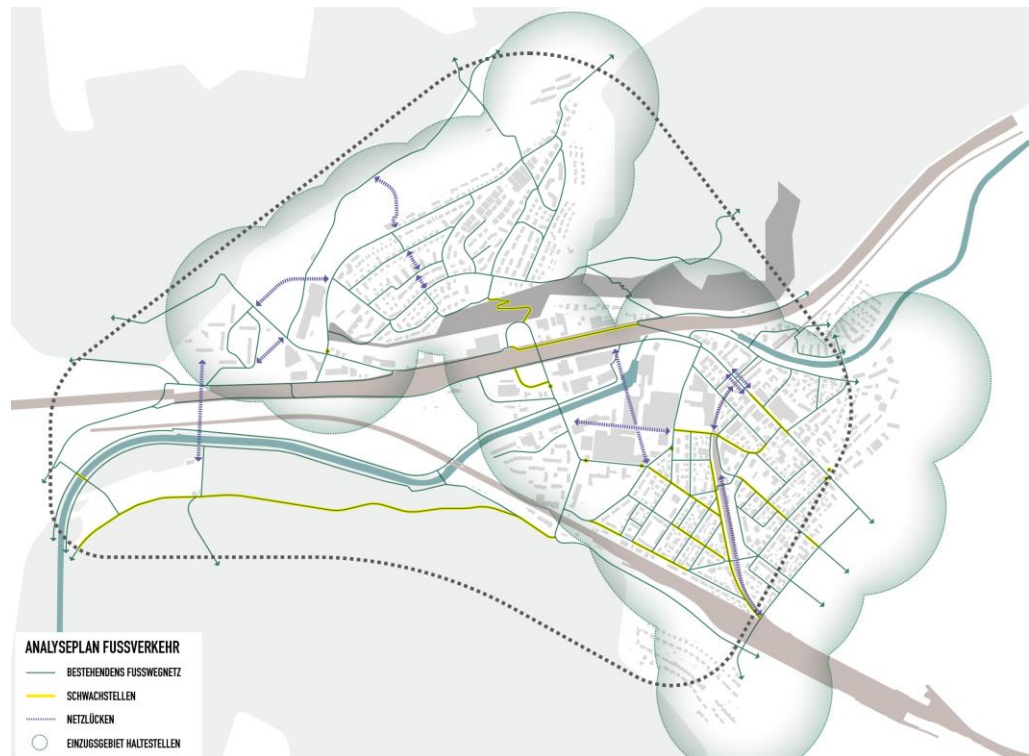 ANALYSEPLAN FUSSVERKEHR
BESTEHENDENS FUSSWEGNETZ
SCHWACHSTELLEN
NETZLÜCKEN
EINZUGSGEBIET HALTESTELLEN